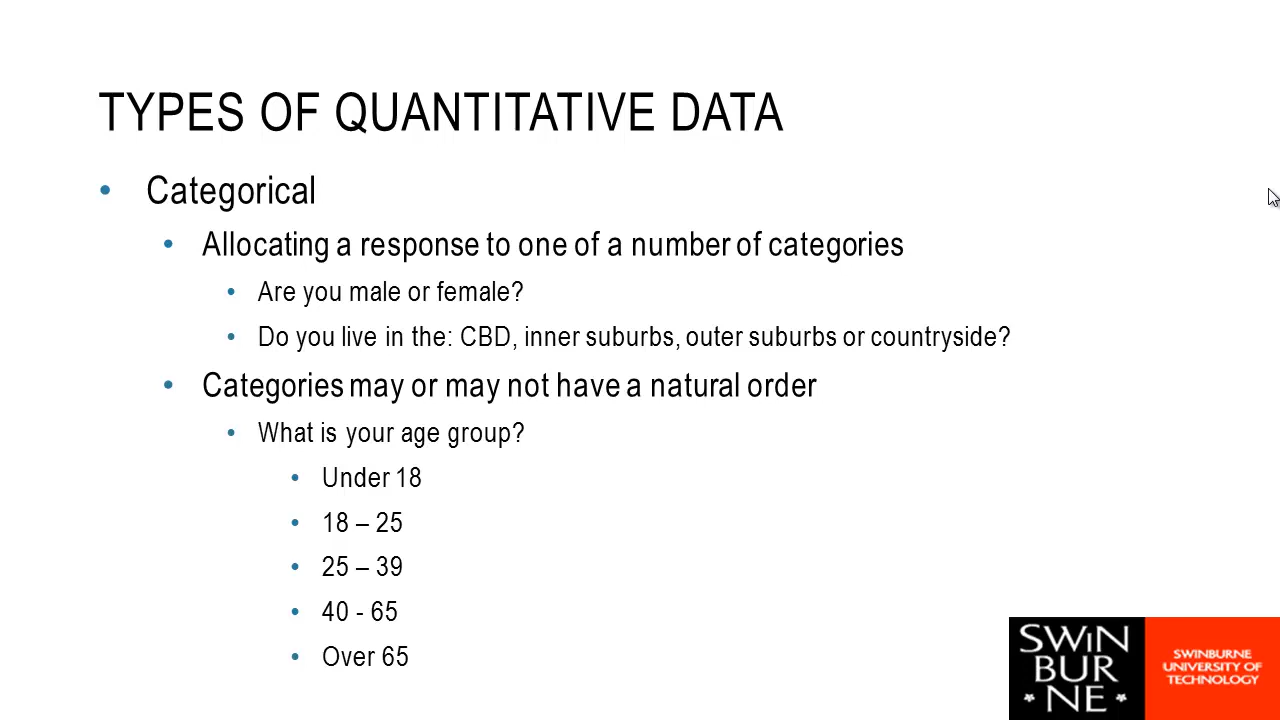 TYPES OF QUANTITATIVE DATA
• Categorical
• Allocating a response to one of a number of categories
• Are you male or female?
• Do you live in the: CBD, inner suburbs, outer suburbs or countryside?
• Categories may or may not have a natural order
• What is your age group?
• Under 18
• 18 – 25
• 25 – 39
• 40 - 65
• Over 65
SWIN
BUR
NE
SWINBURNE
UNIVERSITY OF
TECHNOLOGY